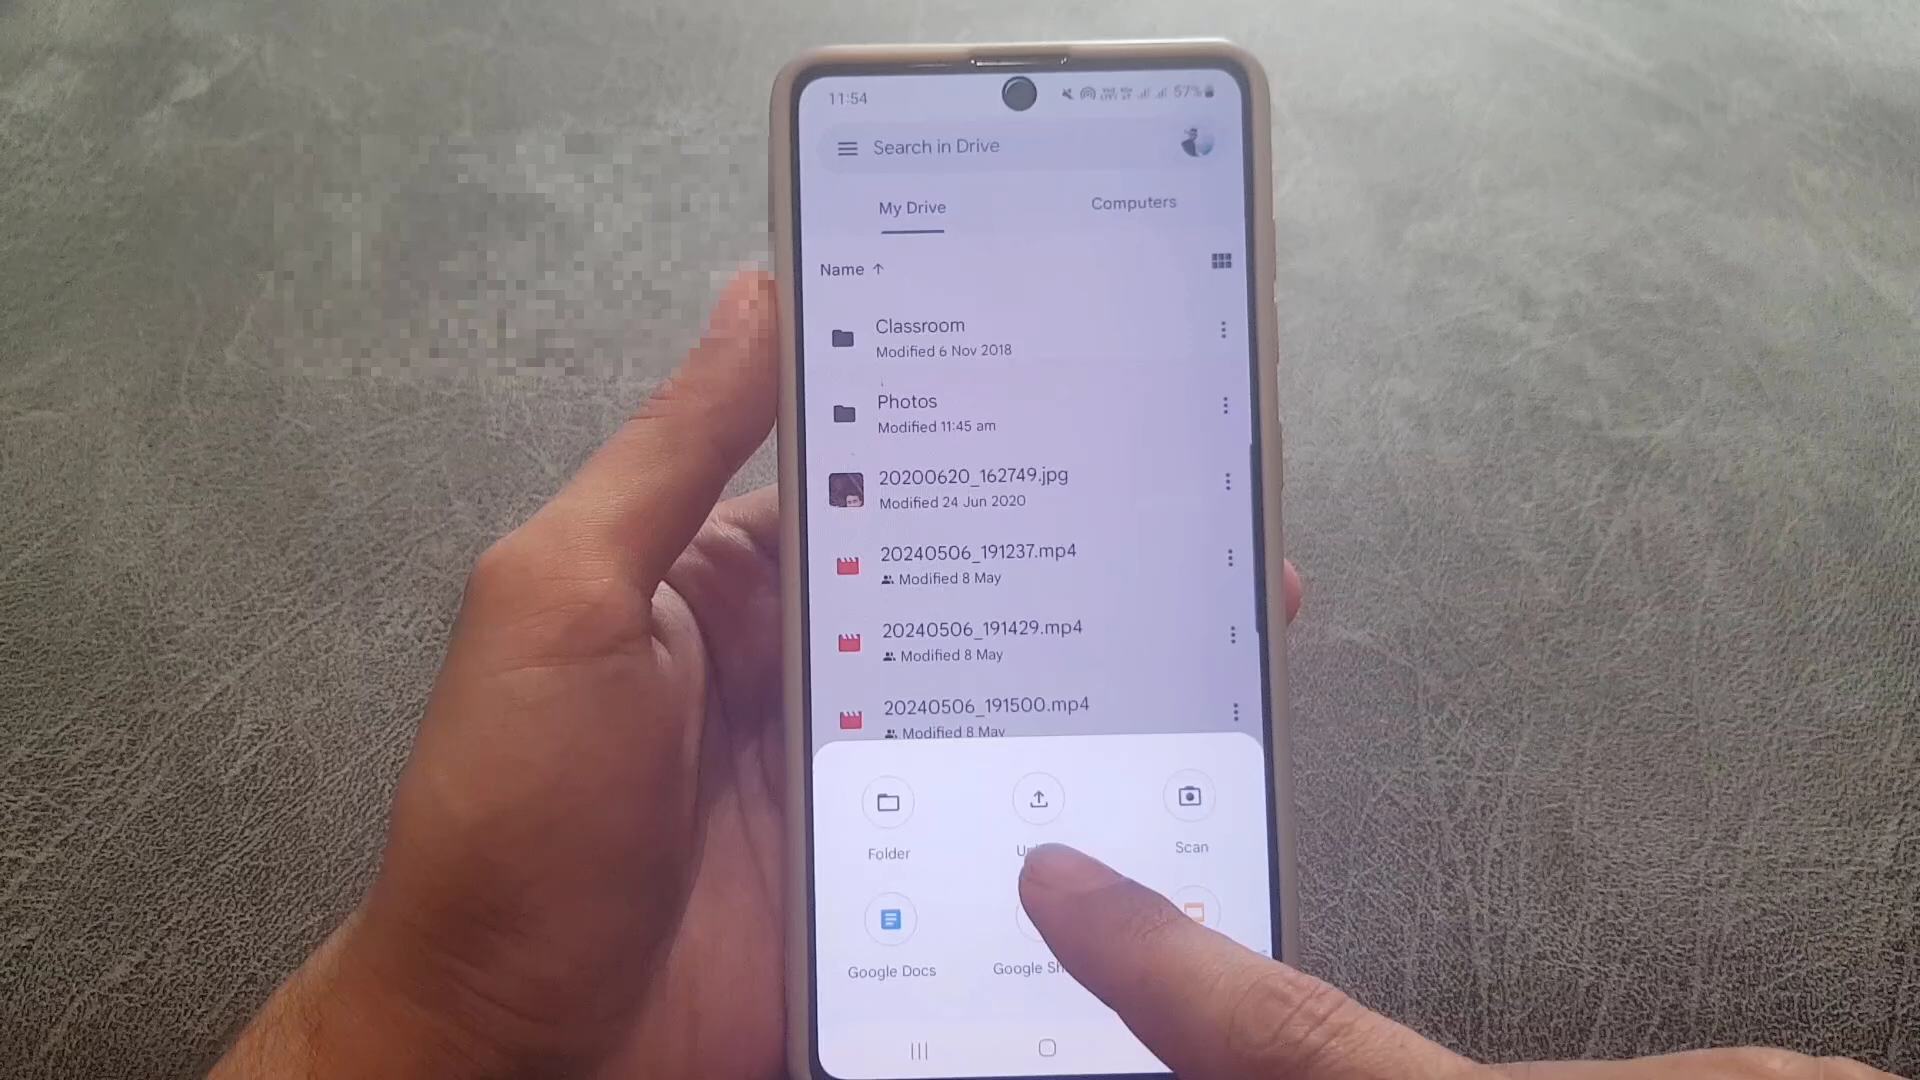 11:54
57%
Search in Drive
My Drive
Computers
Name ↑
Classroom
Modified 6 Nov 2018
Photos
Modified 11:45 am
20200620_162749.jpg
Modified 24 Jun 2020
20240506_191237.mp4
Modified 8 May
20240506_191429.mp4
Modified 8 May
20240506_191500.mp4
Modified 8 May
Folder
Scan
Google Docs
Google